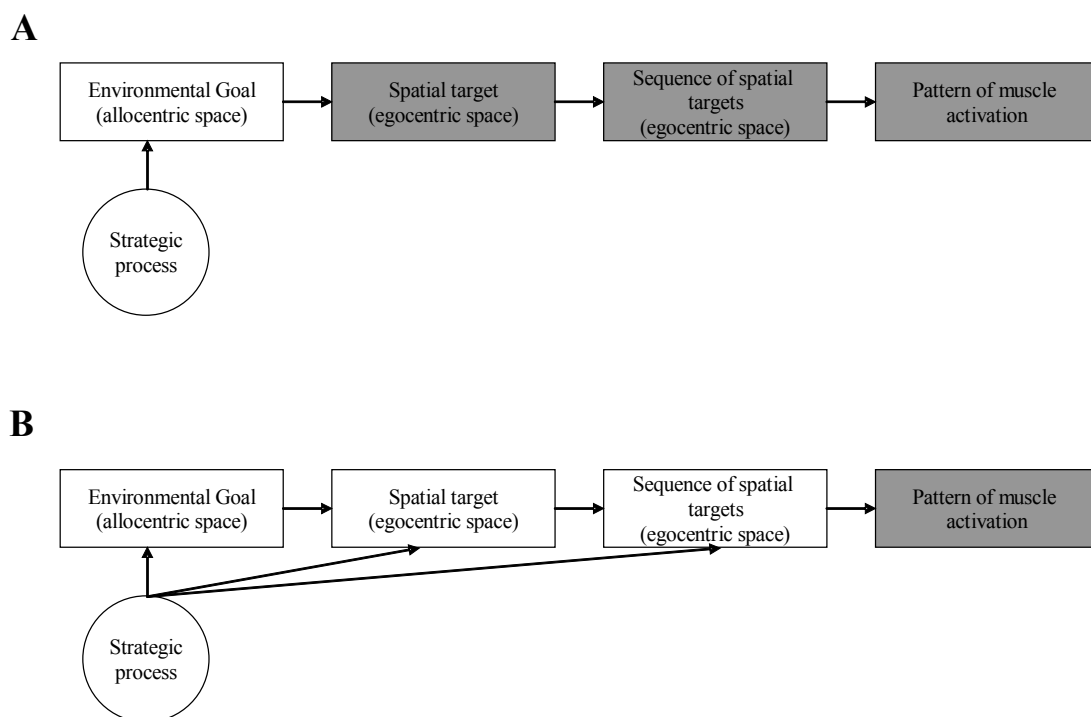 A
Environmental Goal
(allocentric space)
Spatial target
(egocentric space)
Sequence of spatial
targets
(egocentric space)
Pattern of muscle
activation
Strategic
process
B
Environmental Goal
(allocentric space)
Spatial target
(egocentric space)
Sequence of spatial
targets
(egocentric space)
Pattern of muscle
activation
Strategic
process